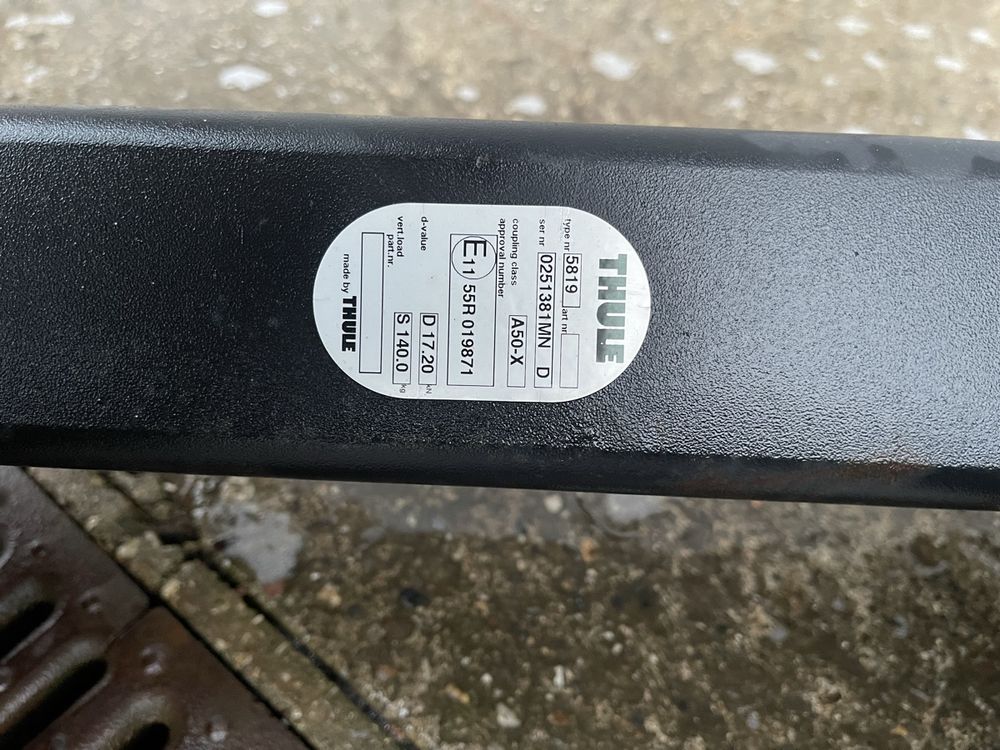 THULE
type nr 5819 art nr
ser nr 0251381MN D
coupling class A50-X
approval number
E11 55R 019871
d-value D 17.20 kN
vert.load S 140.0 kg
part.nr.
made by THULE